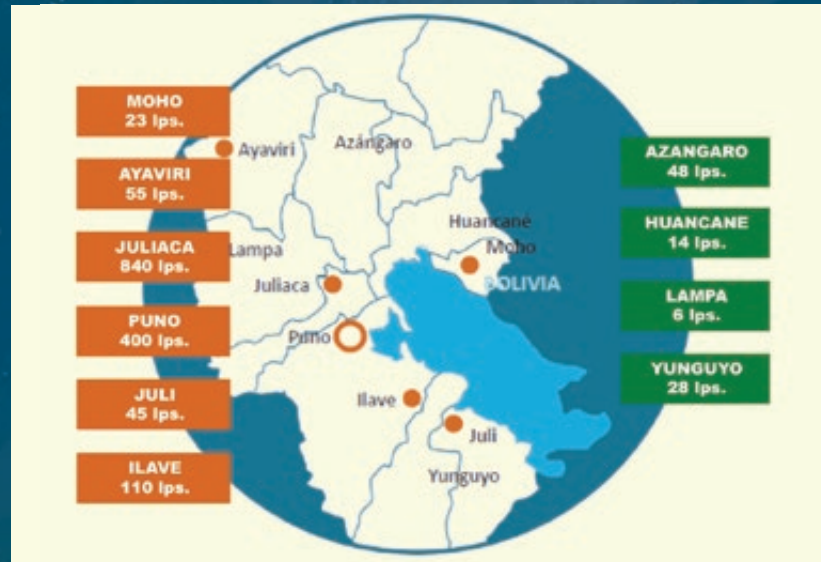 MOHO
23 lps.
AYAVIRI
55 lps.
JULIACA
840 lps.
PUNO
400 lps.
JULI
45 lps.
ILAVE
110 lps.
Ayaviri
Azángaro
Lampa
Juliaca
Puno
Ilave
Juli
Yunguyo
Huancané
Moho
BOLIVIA
AZANGARO
48 lps.
HUANCANE
14 lps.
LAMPA
6 lps.
YUNGUYO
28 lps.